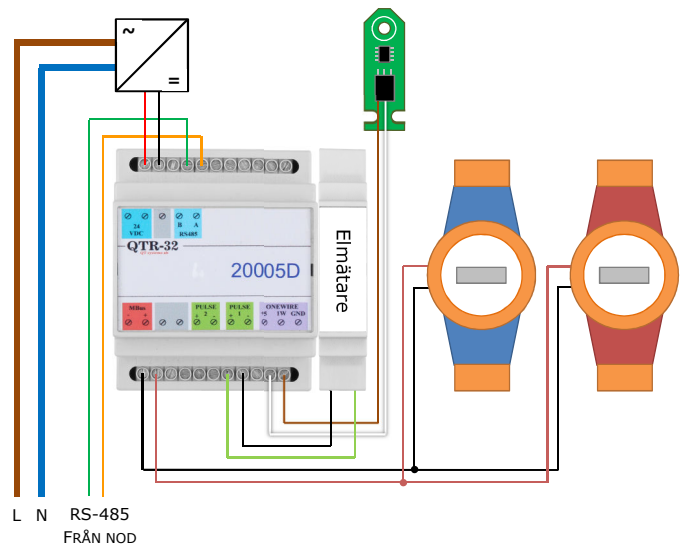 ~
=
24
VDC
B A
RS485
QTR-32
20005D
Elmätare
MBus
- +
PULSE
+ 2 -
PULSE
+ 1 -
ONEWIRE
+5 1W GND
L N RS-485
FRÅN NOD